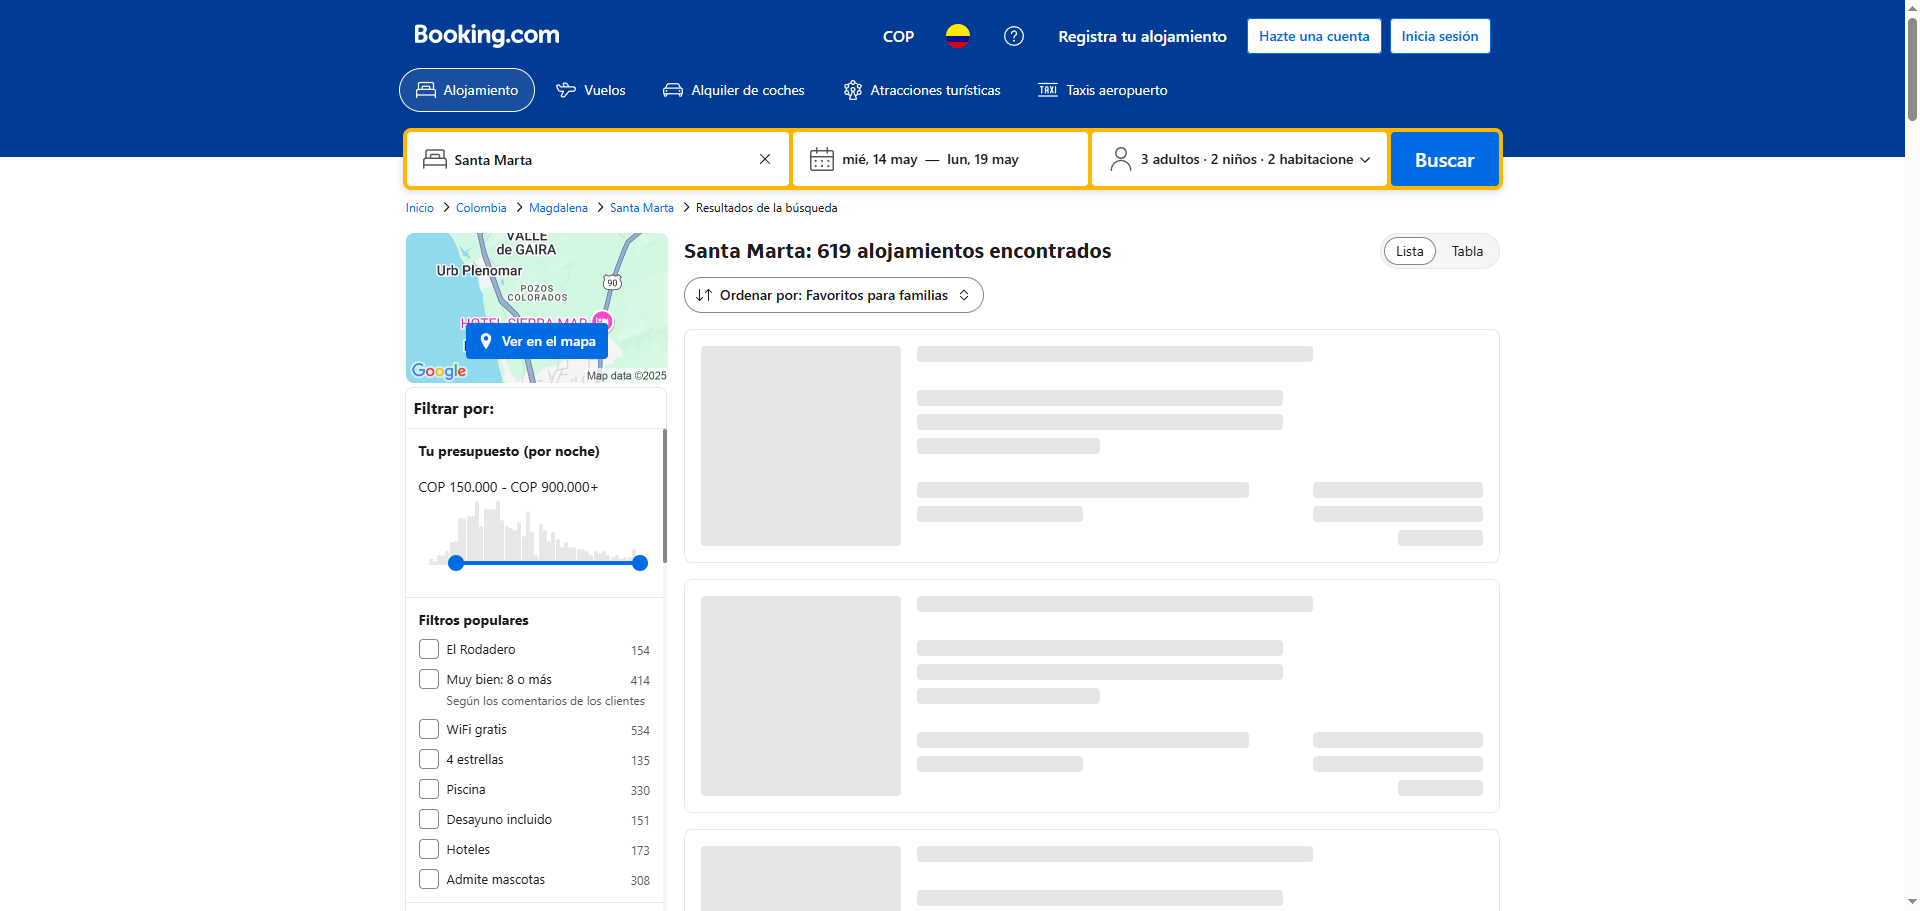 Booking.com
COP
Registra tu alojamiento
Hazte una cuenta
Inicia sesión
Alojamiento
Vuelos
Alquiler de coches
Atracciones turísticas
TAXI
Taxis aeropuerto
Santa Marta
mié, 14 may — lun, 19 may
3 adultos · 2 niños · 2 habitacione
Buscar
Inicio
Colombia
Magdalena
Santa Marta
Resultados de la búsqueda
VALLE
de GAIRA
Urb Plenomar
90
POZOS
COLORADOS
HOTEL SIERRA MAR
Ver en el mapa
Google
Map data ©2025
Santa Marta: 619 alojamientos encontrados
Lista
Tabla
Ordenar por: Favoritos para familias
Filtrar por:
Tu presupuesto (por noche)
COP 150.000 - COP 900.000+
Filtros populares
El Rodadero 154
Muy bien: 8 o más 414
Según los comentarios de los clientes
WiFi gratis 534
4 estrellas 135
Piscina 330
Desayuno incluido 151
Hoteles 173
Admite mascotas 308